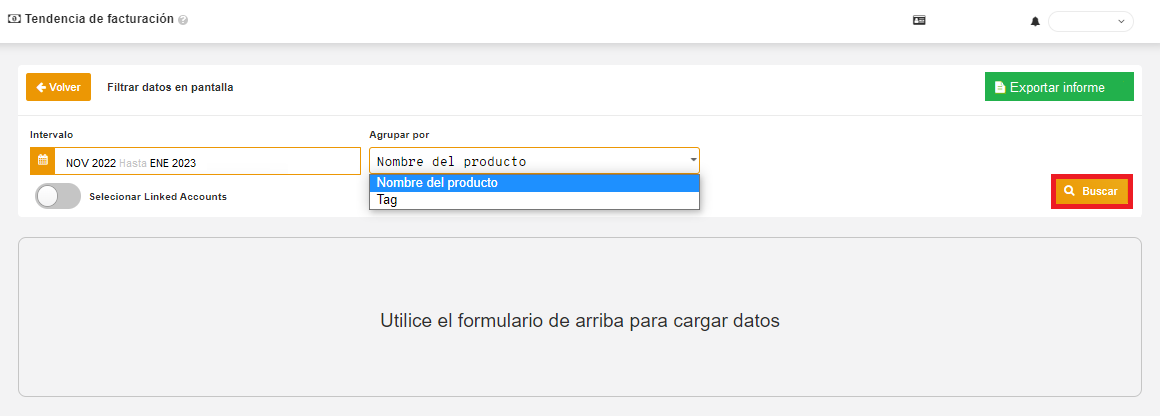 Tendencia de facturación
Volver
Filtrar datos en pantalla
Exportar informe
Intervalo
Agrupar por
NOV 2022 Hasta ENE 2023
Nombre del producto
Nombre del producto
Tag
Selecionar Linked Accounts
Buscar
Utilice el formulario de arriba para cargar datos